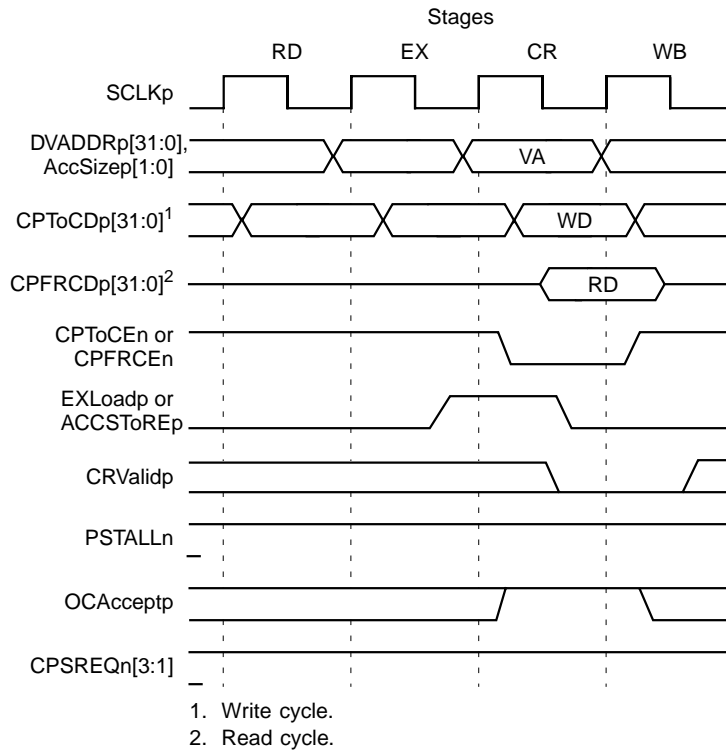 Stages
RD EX CR WB
SCLKp
DVADDRp[31:0],
AccSizep[1:0]
VA
CPToCDp[31:0]1
WD
CPFRCDp[31:0]2
RD
CPToCEn or
CPFRCEn
EXLoadp or
ACCSToREp
CRValidp
PSTALLn
OCAcceptp
CPSREQn[3:1]
1. Write cycle.
2. Read cycle.